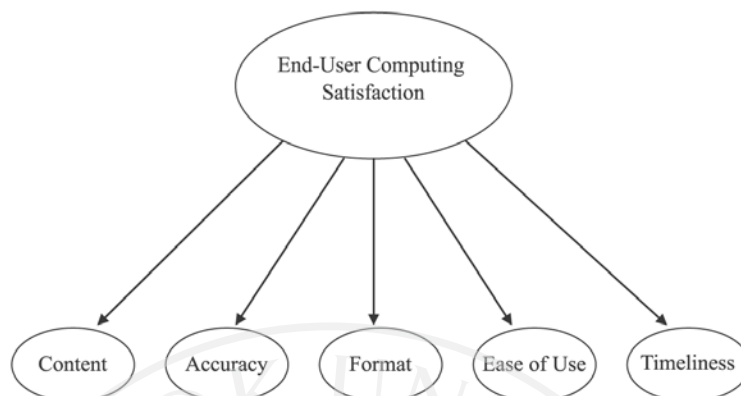 End-User Computing
Satisfaction
Content
Accuracy
Format
Ease of Use
Timeliness